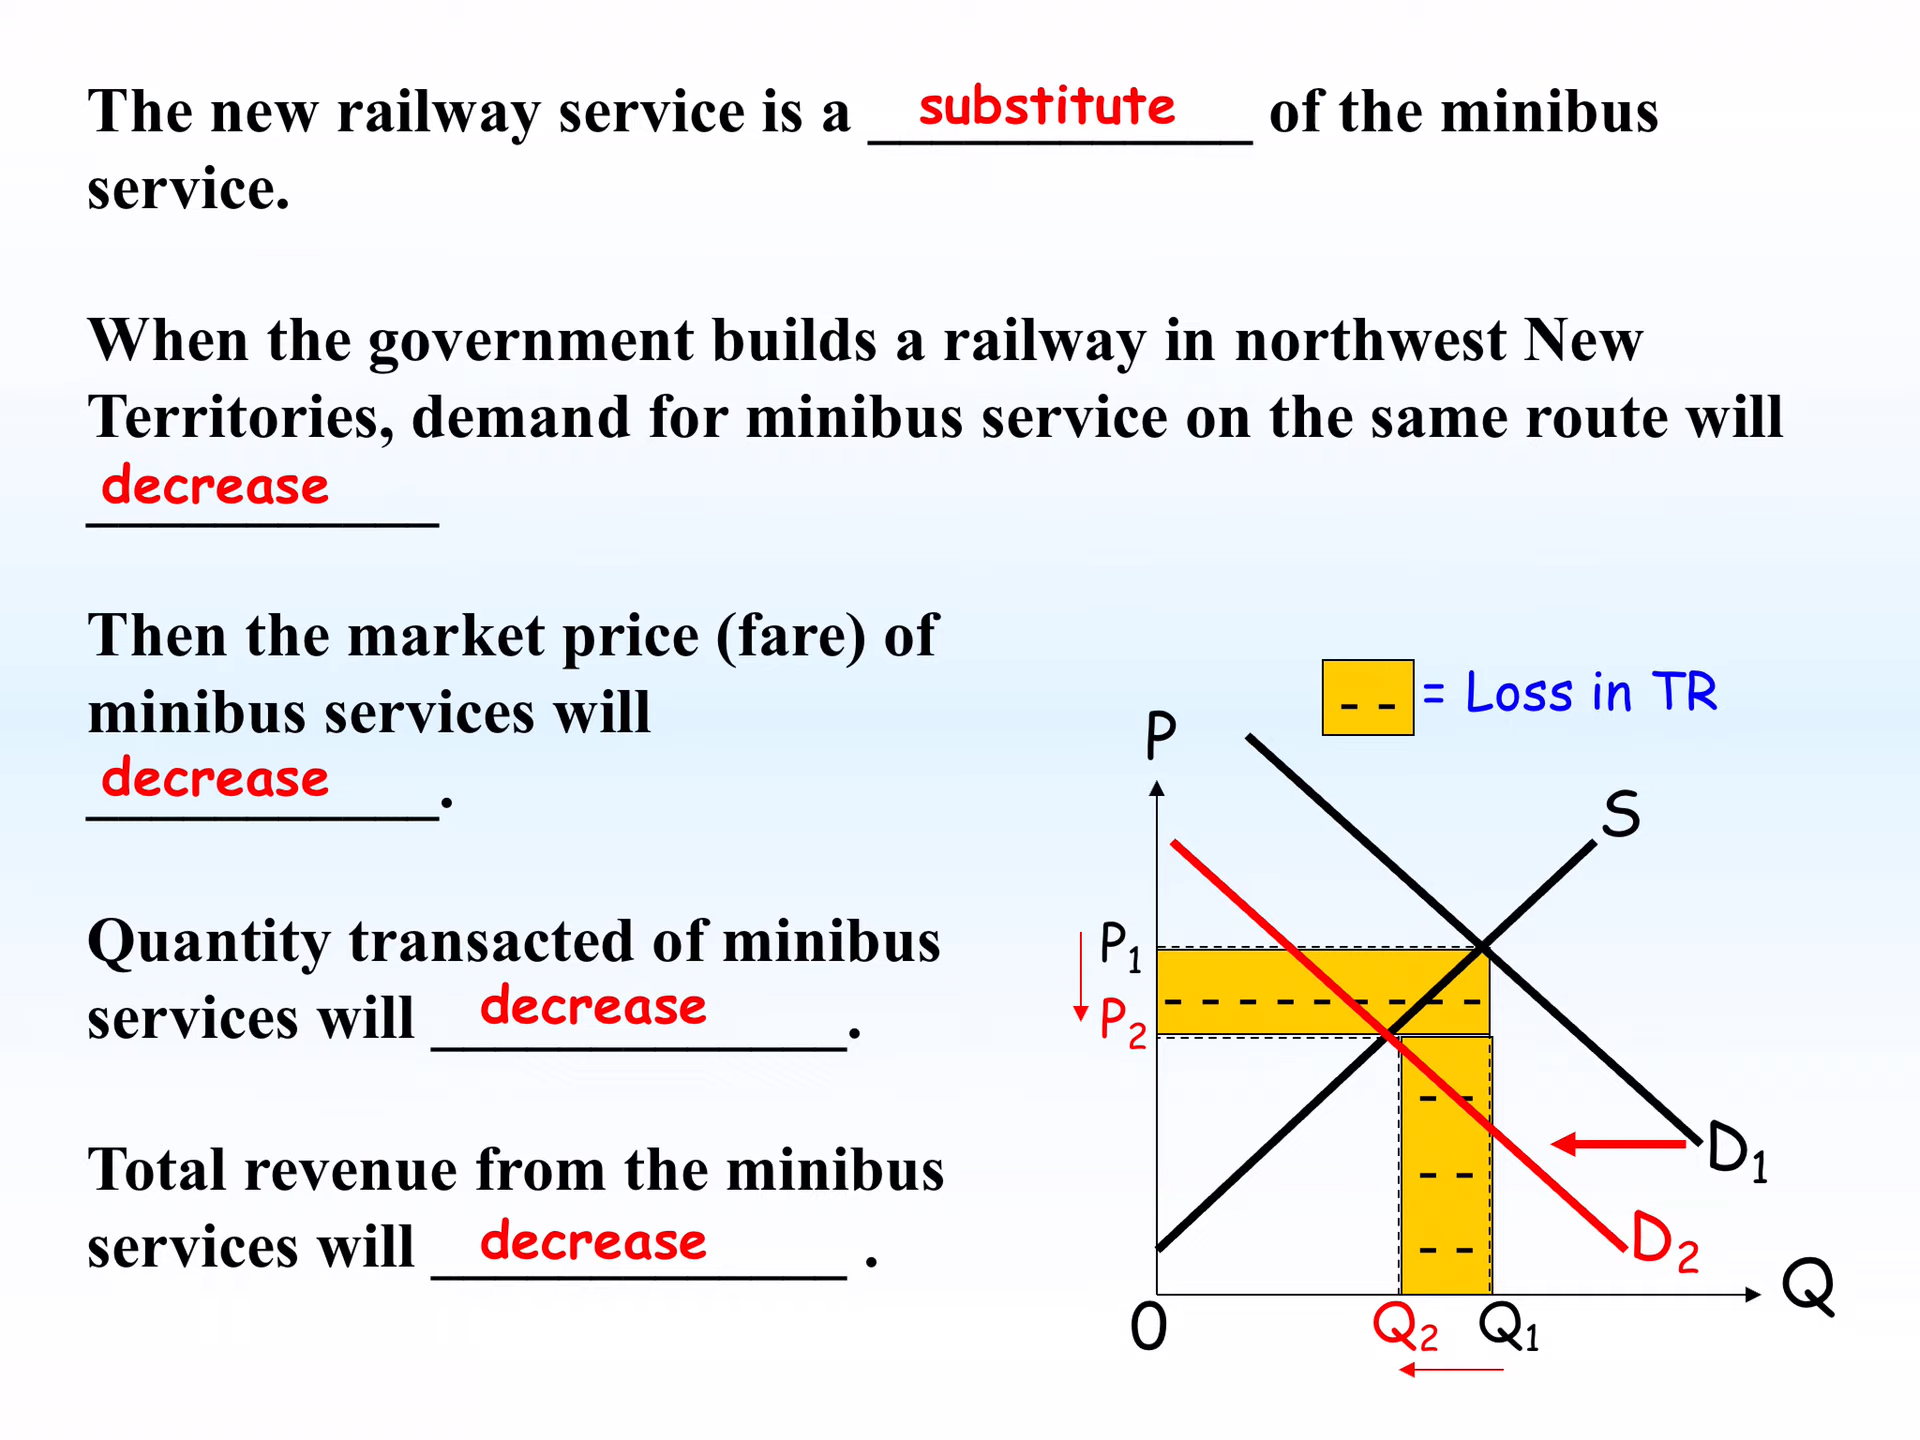 The new railway service is a substitute of the minibus
service.
When the government builds a railway in northwest New
Territories, demand for minibus service on the same route will
decrease
Then the market price (fare) of
minibus services will
decrease.
Quantity transacted of minibus
services will decrease.
Total revenue from the minibus
services will decrease .
-- = Loss in TR
P
S
P1
P2
D1
D2
Q
0
Q2
Q1